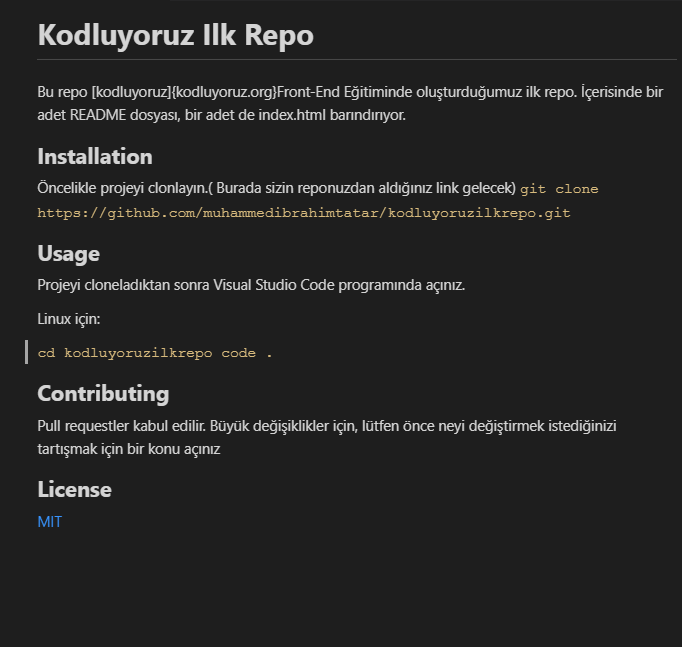 Kodluyoruz Ilk Repo
Bu repo [kodluyoruz]{kodluyoruz.org}Front-End Eğitiminde oluşturduğumuz ilk repo. İçerisinde bir
adet README dosyası, bir adet de index.html barındırıyor.
Installation
Öncelikle projeyi clonlayın.( Burada sizin reponuzdan aldığınız link gelecek) git clone
https://github.com/muhammedibrahimtatar/kodluyoruzilkrepo.git
Usage
Projeyi cloneladıktan sonra Visual Studio Code programında açınız.
Linux için:
cd kodluyoruzilkrepo code .
Contributing
Pull requestler kabul edilir. Büyük değişiklikler için, lütfen önce neyi değiştirmek istediğinizi
tartışmak için bir konu açınız
License
MIT